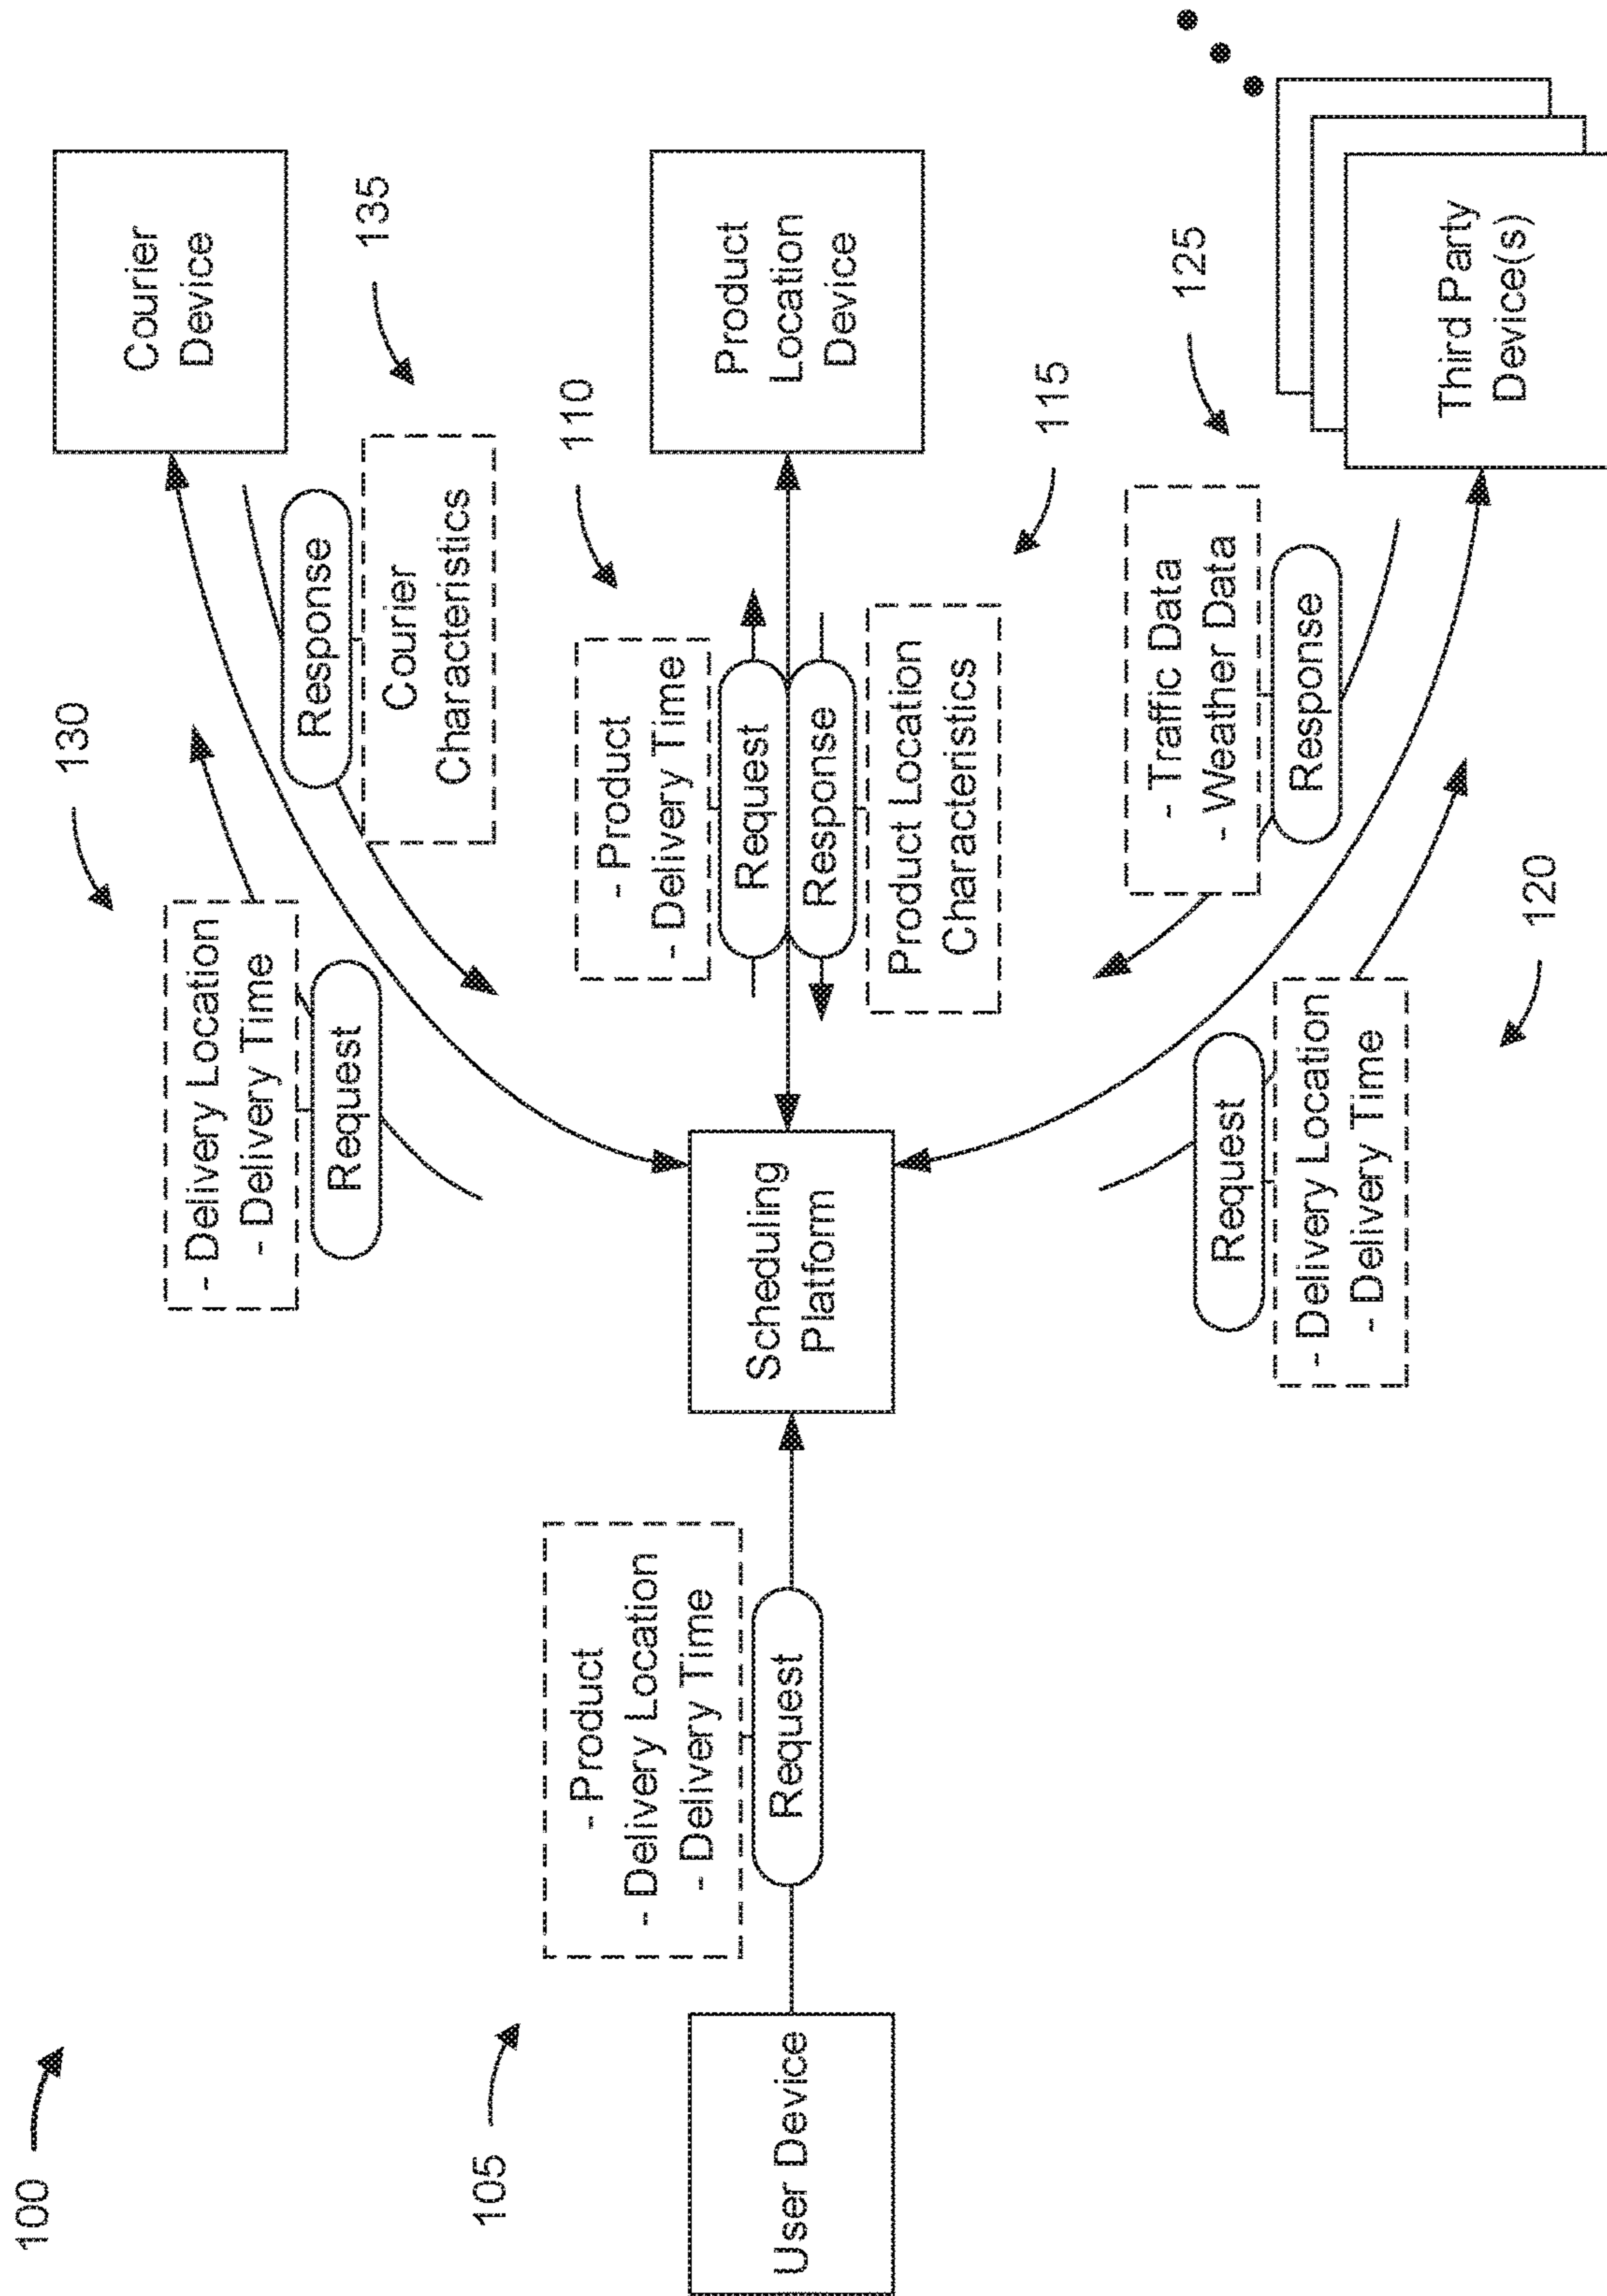 100
105
User Device
- Product
- Delivery Location
- Delivery Time
Request
Scheduling
Platform
130
- Delivery Location
- Delivery Time
Request
Response
Courier
Characteristics
135
Courier
Device
110
- Product
- Delivery Time
Request
Response
Product Location
Characteristics
115
Product
Location
Device
120
Request
- Delivery Location
- Delivery Time
125
- Traffic Data
- Weather Data
Response
Third Party
Device(s)